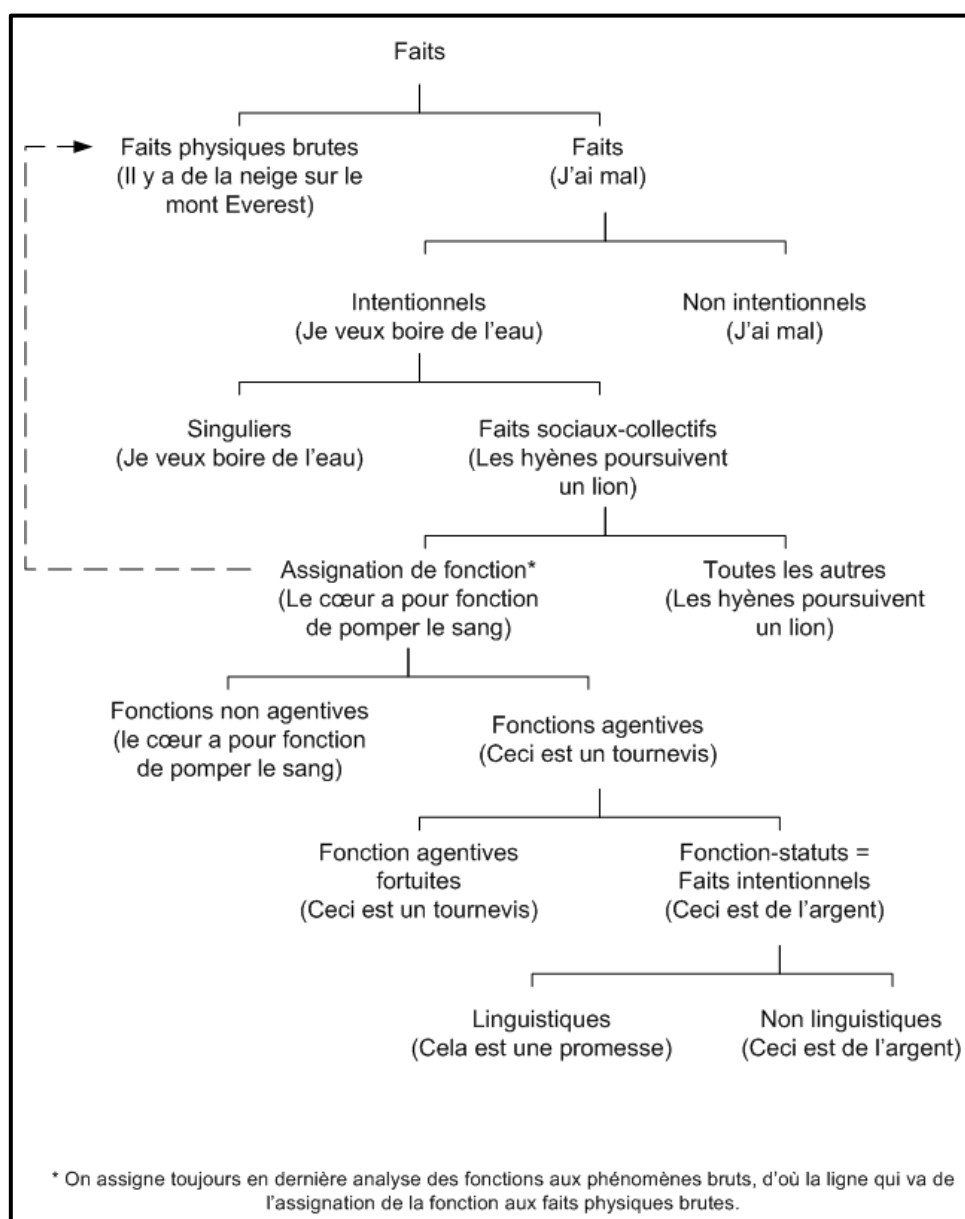 Faits
Faits physiques brutes
(Il y a de la neige sur le
mont Everest)
Faits
(J'ai mal)
Intentionnels
(Je veux boire de l'eau)
Non intentionnels
(J'ai mal)
Singuliers
(Je veux boire de l'eau)
Faits sociaux-collectifs
(Les hyènes poursuivent
un lion)
Assignation de fonction*
(Le cœur a pour fonction
de pomper le sang)
Toutes les autres
(Les hyènes poursuivent
un lion)
Fonctions non agentives
(le cœur a pour fonction
de pomper le sang)
Fonctions agentives
(Ceci est un tournevis)
Fonction agentives
fortuites
(Ceci est un tournevis)
Fonction-statuts =
Faits intentionnels
(Ceci est de l'argent)
Linguistiques
(Cela est une promesse)
Non linguistiques
(Ceci est de l'argent)
* On assigne toujours en dernière analyse des fonctions aux phénomènes bruts, d'où la ligne qui va de
l'assignation de la fonction aux faits physiques brutes.